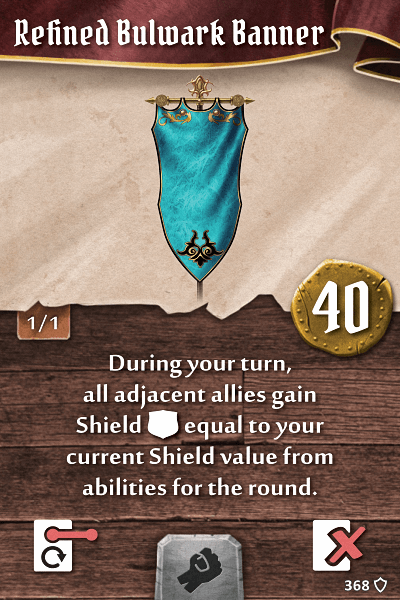 Refined Bulwark Banner
1/1
40
During your turn,
all adjacent allies gain
Shield equal to your
current Shield value from
abilities for the round.
368